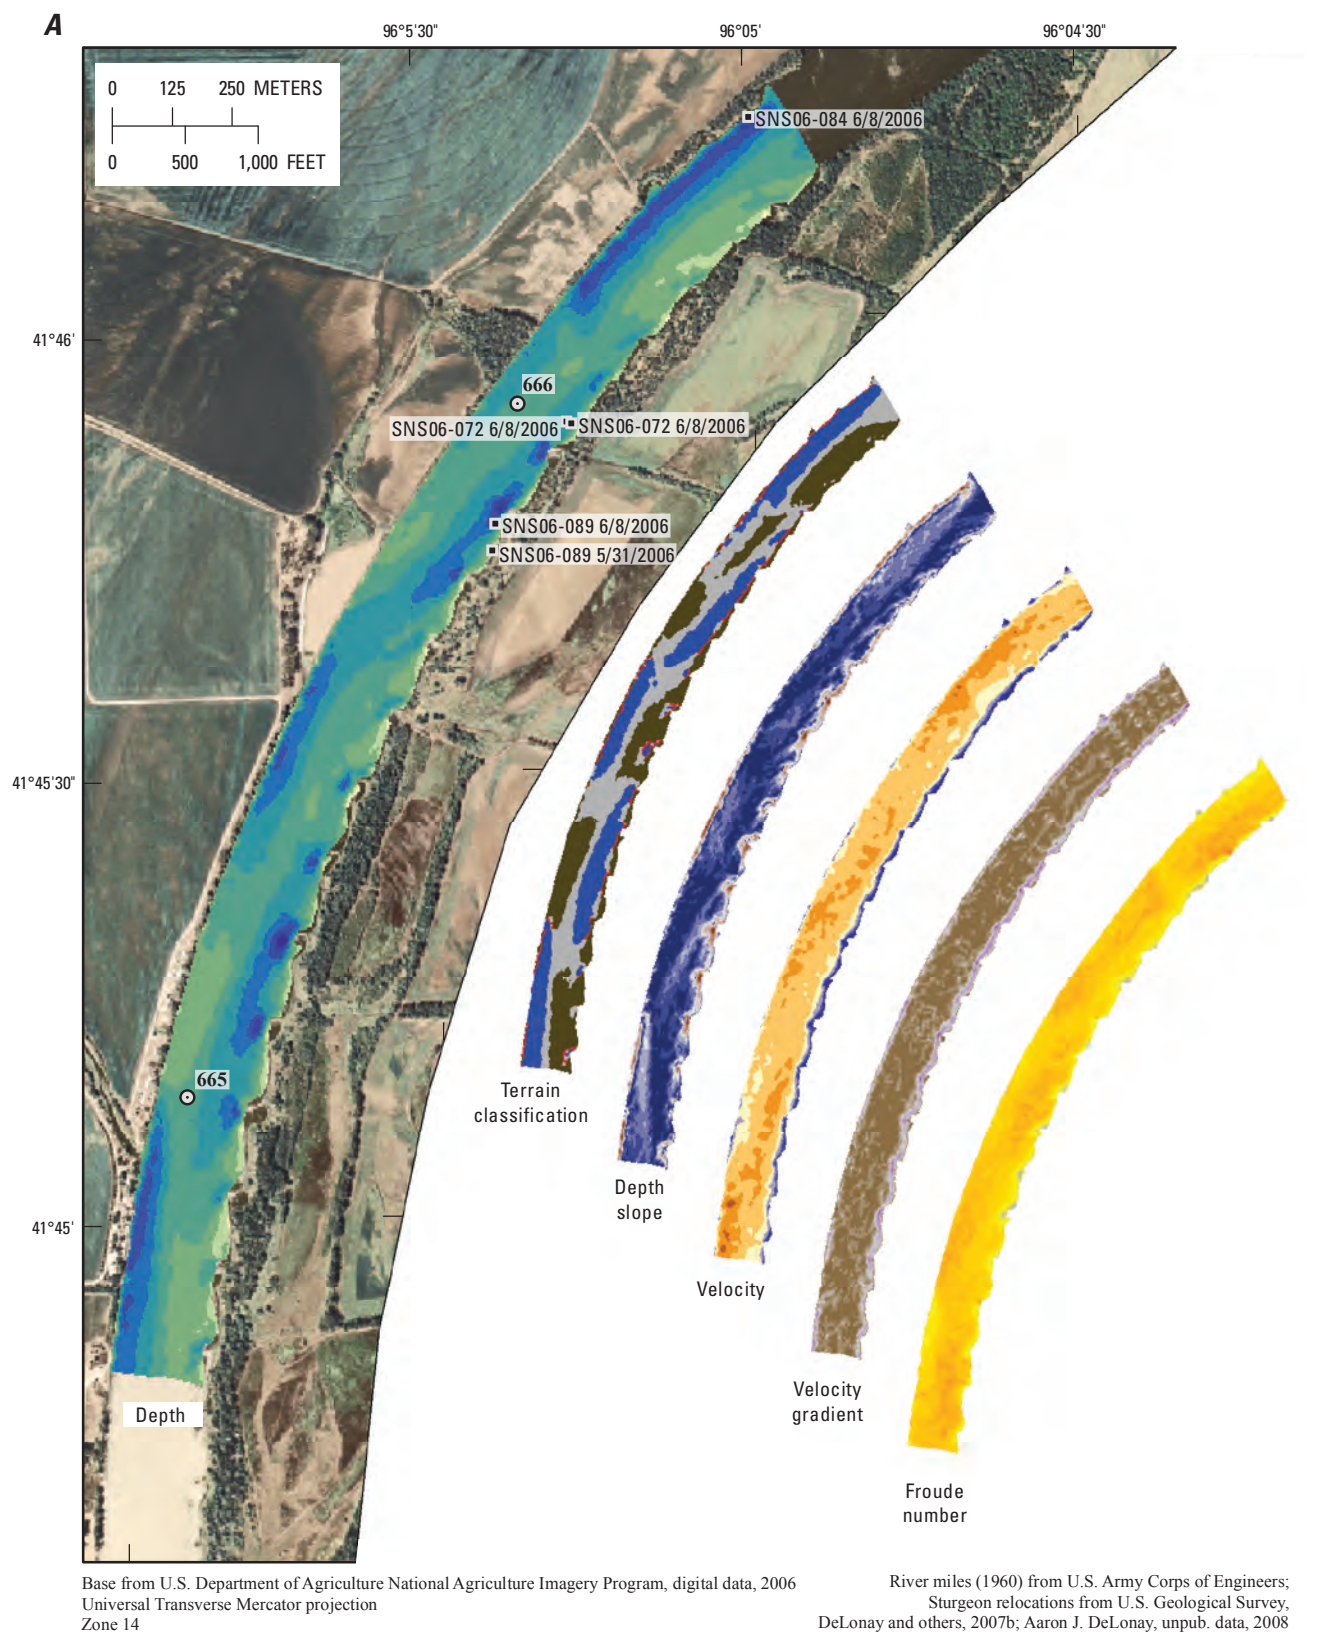 A
96°5'30"
96°05'
96°04'30"
0 125 250 METERS
0 500 1,000 FEET
SNS06-084 6/8/2006
41°46'
666
SNS06-072 6/8/2006
SNS06-072 6/8/2006
SNS06-089 6/8/2006
SNS06-089 5/31/2006
41°45'30"
665
Terrain
classification
Depth
slope
41°45'
Velocity
Velocity
gradient
Depth
Froude
number
Base from U.S. Department of Agriculture National Agriculture Imagery Program, digital data, 2006
Universal Transverse Mercator projection
Zone 14
River miles (1960) from U.S. Army Corps of Engineers;
Sturgeon relocations from U.S. Geological Survey,
DeLonay and others, 2007b; Aaron J. DeLonay, unpub. data, 2008